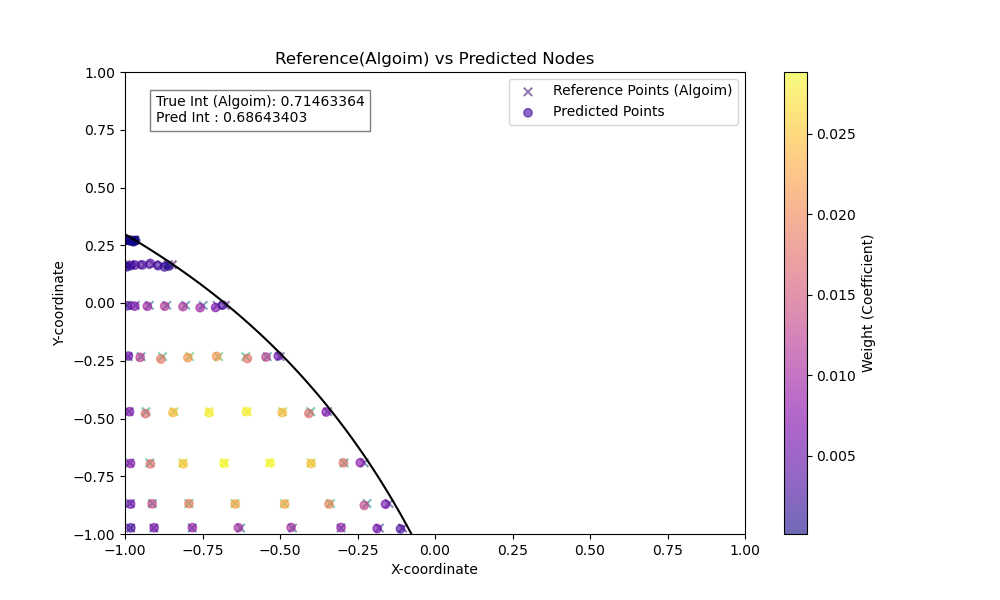 Reference(Algoim) vs Predicted Nodes
True Int (Algoim): 0.71463364
Pred Int : 0.68643403
Reference Points (Algoim)
Predicted Points
1.00
0.75
0.50
0.25
0.00
−0.25
−0.50
−0.75
−1.00
Y-coordinate
−1.00
−0.75
−0.50
−0.25
0.00
0.25
0.50
0.75
1.00
X-coordinate
0.025
0.020
0.015
0.010
0.005
Weight (Coefficient)